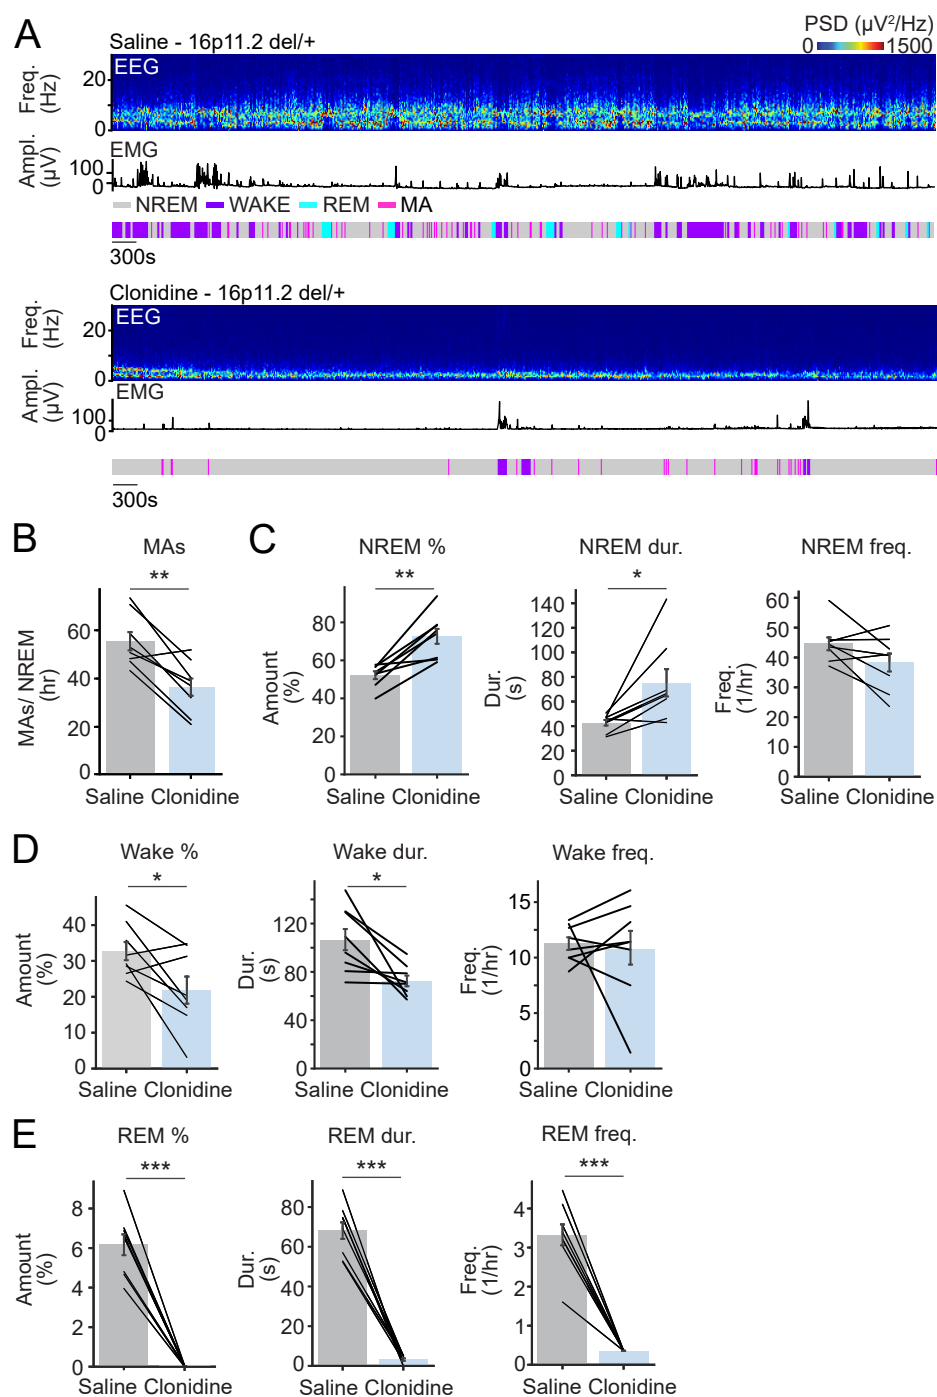 A
Saline - 16p11.2 del/+
PSD (µV²/Hz)
0 1500
EEG
Freq.
(Hz)
20
0
EMG
Ampl.
(µV)
100
0
NREM WAKE REM MA
300s
Clonidine - 16p11.2 del/+
EEG
Freq.
(Hz)
20
0
EMG
Ampl.
(µV)
100
0
300s
B
MAs
**
MAs/ NREM
(hr)
60
40
20
0
Saline Clonidine
C
NREM %
**
Amount
(%)
80
60
40
20
0
Saline Clonidine
NREM dur.
*
Dur.
(s)
140
120
100
80
60
40
20
0
Saline Clonidine
NREM freq.
Freq.
(1/hr)
60
50
40
30
20
10
0
Saline Clonidine
D
Wake %
*
Amount
(%)
40
30
20
10
0
Saline Clonidine
Wake dur.
*
Dur.
(s)
120
80
40
0
Saline Clonidine
Wake freq.
Freq.
(1/hr)
15
10
5
0
Saline Clonidine
E
REM %
***
Amount
(%)
8
6
4
2
0
Saline Clonidine
REM dur.
***
Dur.
(s)
80
60
40
20
0
Saline Clonidine
REM freq.
***
Freq.
(1/hr)
4
3
2
1
0
Saline Clonidine